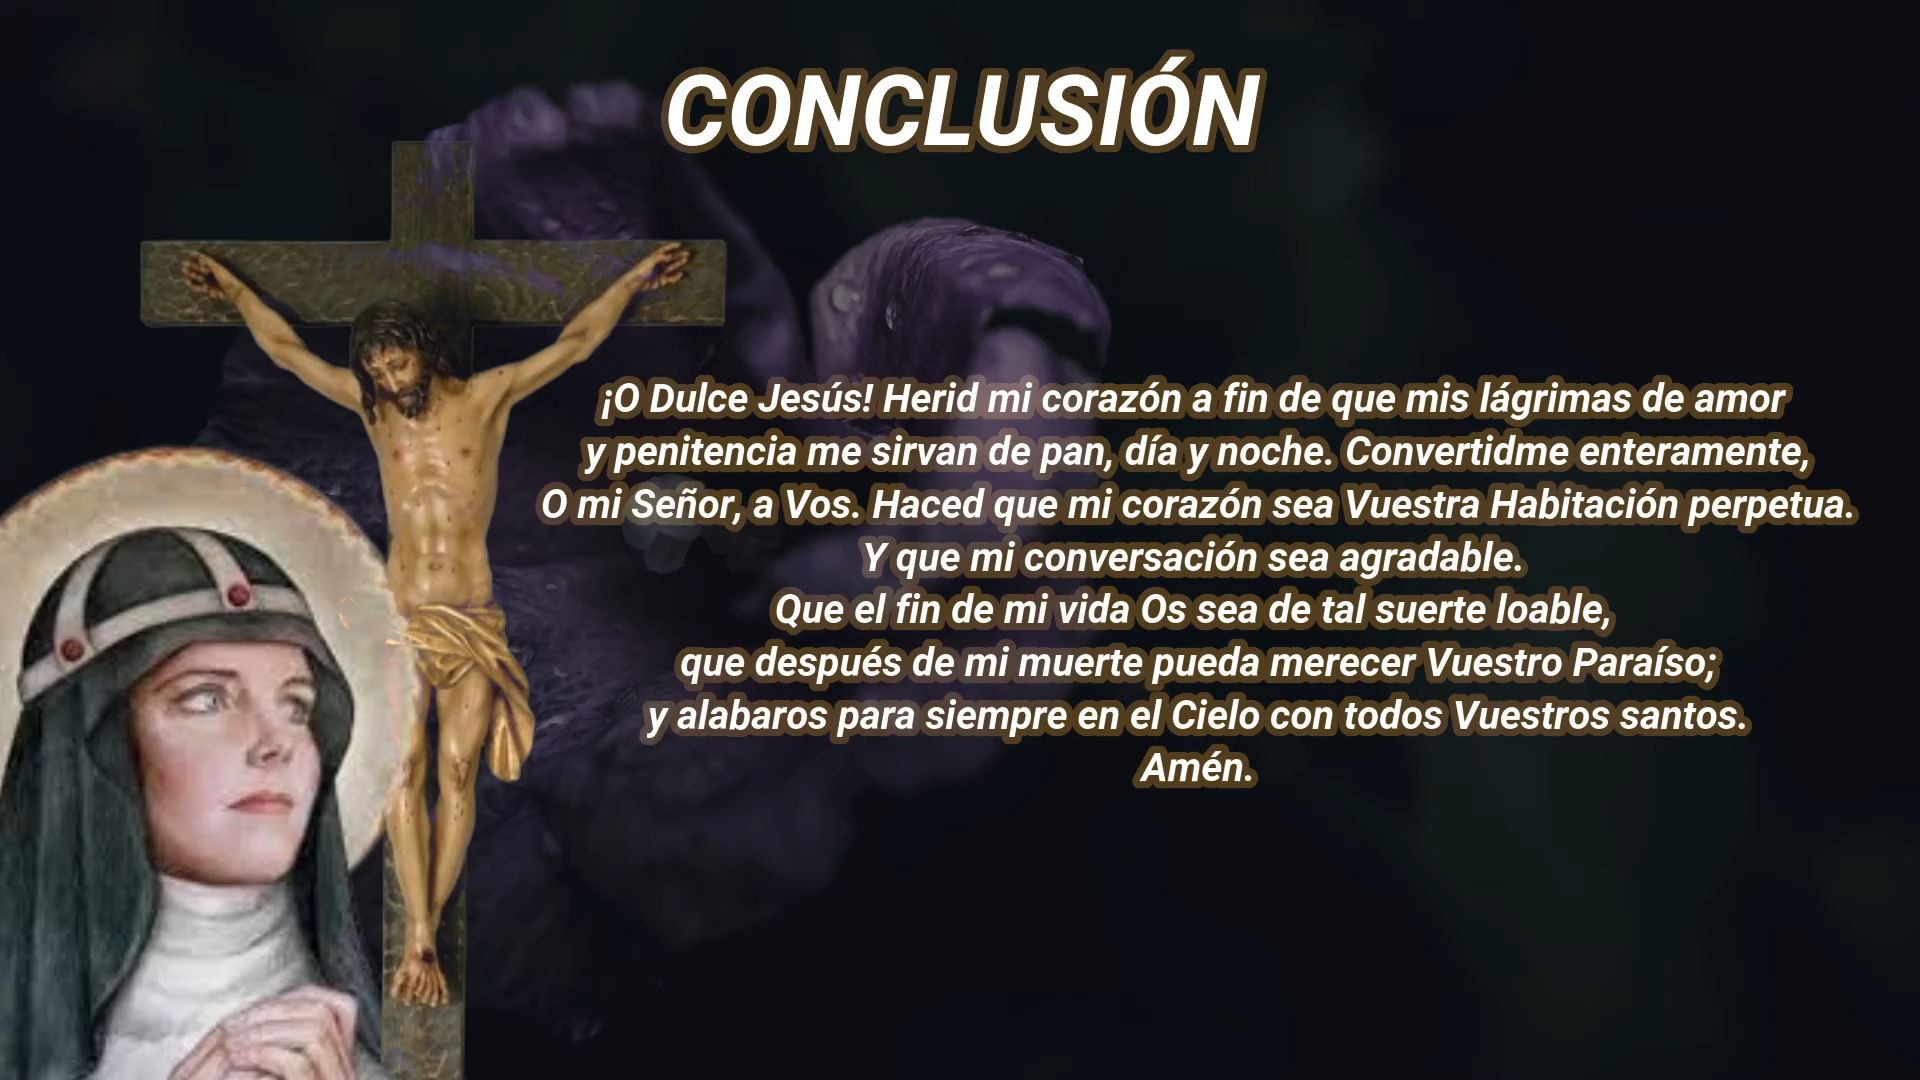 CONCLUSIÓN
¡O Dulce Jesús! Herid mi corazón a fin de que mis lágrimas de amor
y penitencia me sirvan de pan, día y noche. Convertidme enteramente,
O mi Señor, a Vos. Haced que mi corazón sea Vuestra Habitación perpetua.
Y que mi conversación sea agradable.
Que el fin de mi vida Os sea de tal suerte loable,
que después de mi muerte pueda merecer Vuestro Paraíso;
y alabaros para siempre en el Cielo con todos Vuestros santos.
Amén.